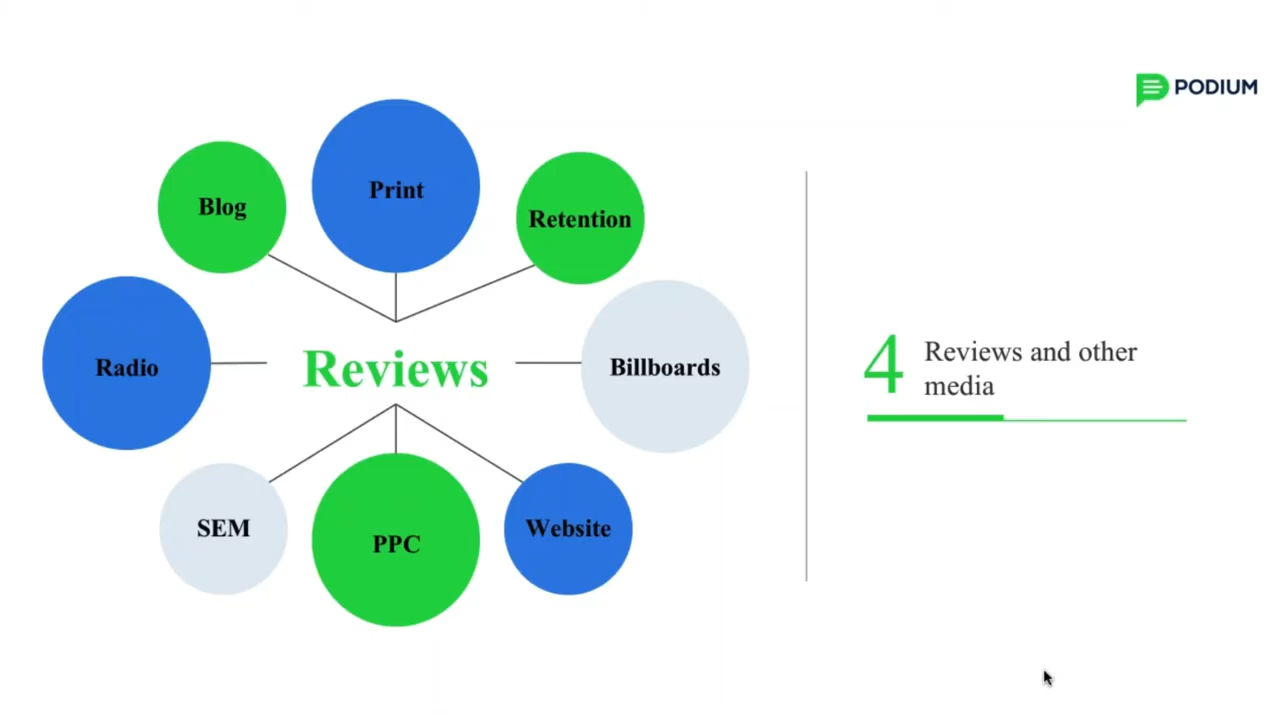 PODIUM
Blog
Print
Retention
Radio
Reviews
Billboards
SEM
PPC
Website
4
Reviews and other
media